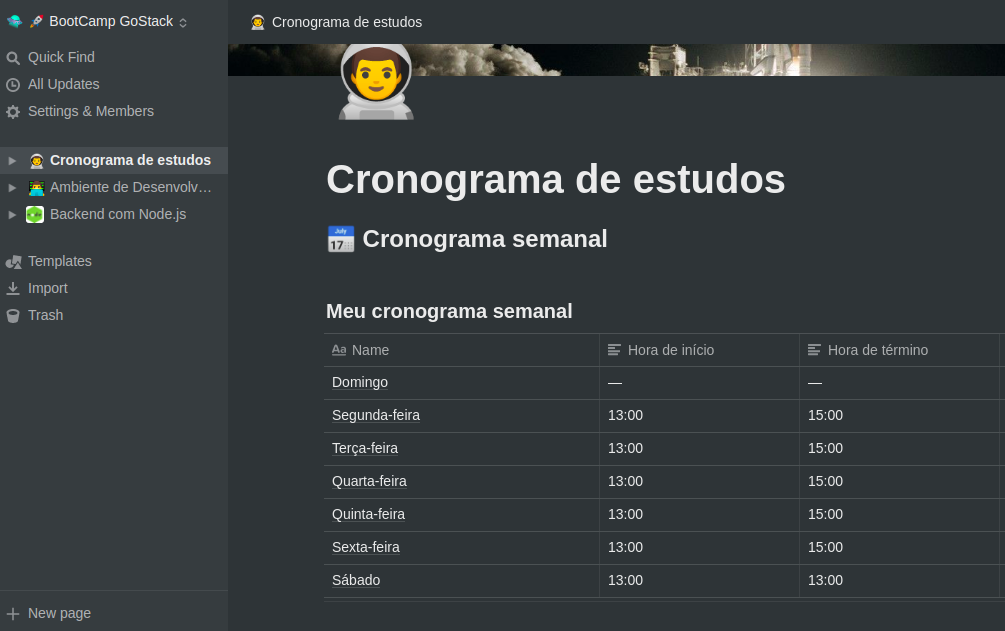 BootCamp GoStack
Quick Find
All Updates
Settings & Members
Cronograma de estudos
Ambiente de Desenvolv…
Backend com Node.js
Templates
Import
Trash
New page
Cronograma de estudos
Cronograma de estudos
July
17
Cronograma semanal
Meu cronograma semanal
Aa Name Hora de início Hora de término
Domingo — —
Segunda-feira 13:00 15:00
Terça-feira 13:00 15:00
Quarta-feira 13:00 15:00
Quinta-feira 13:00 15:00
Sexta-feira 13:00 15:00
Sábado 13:00 13:00